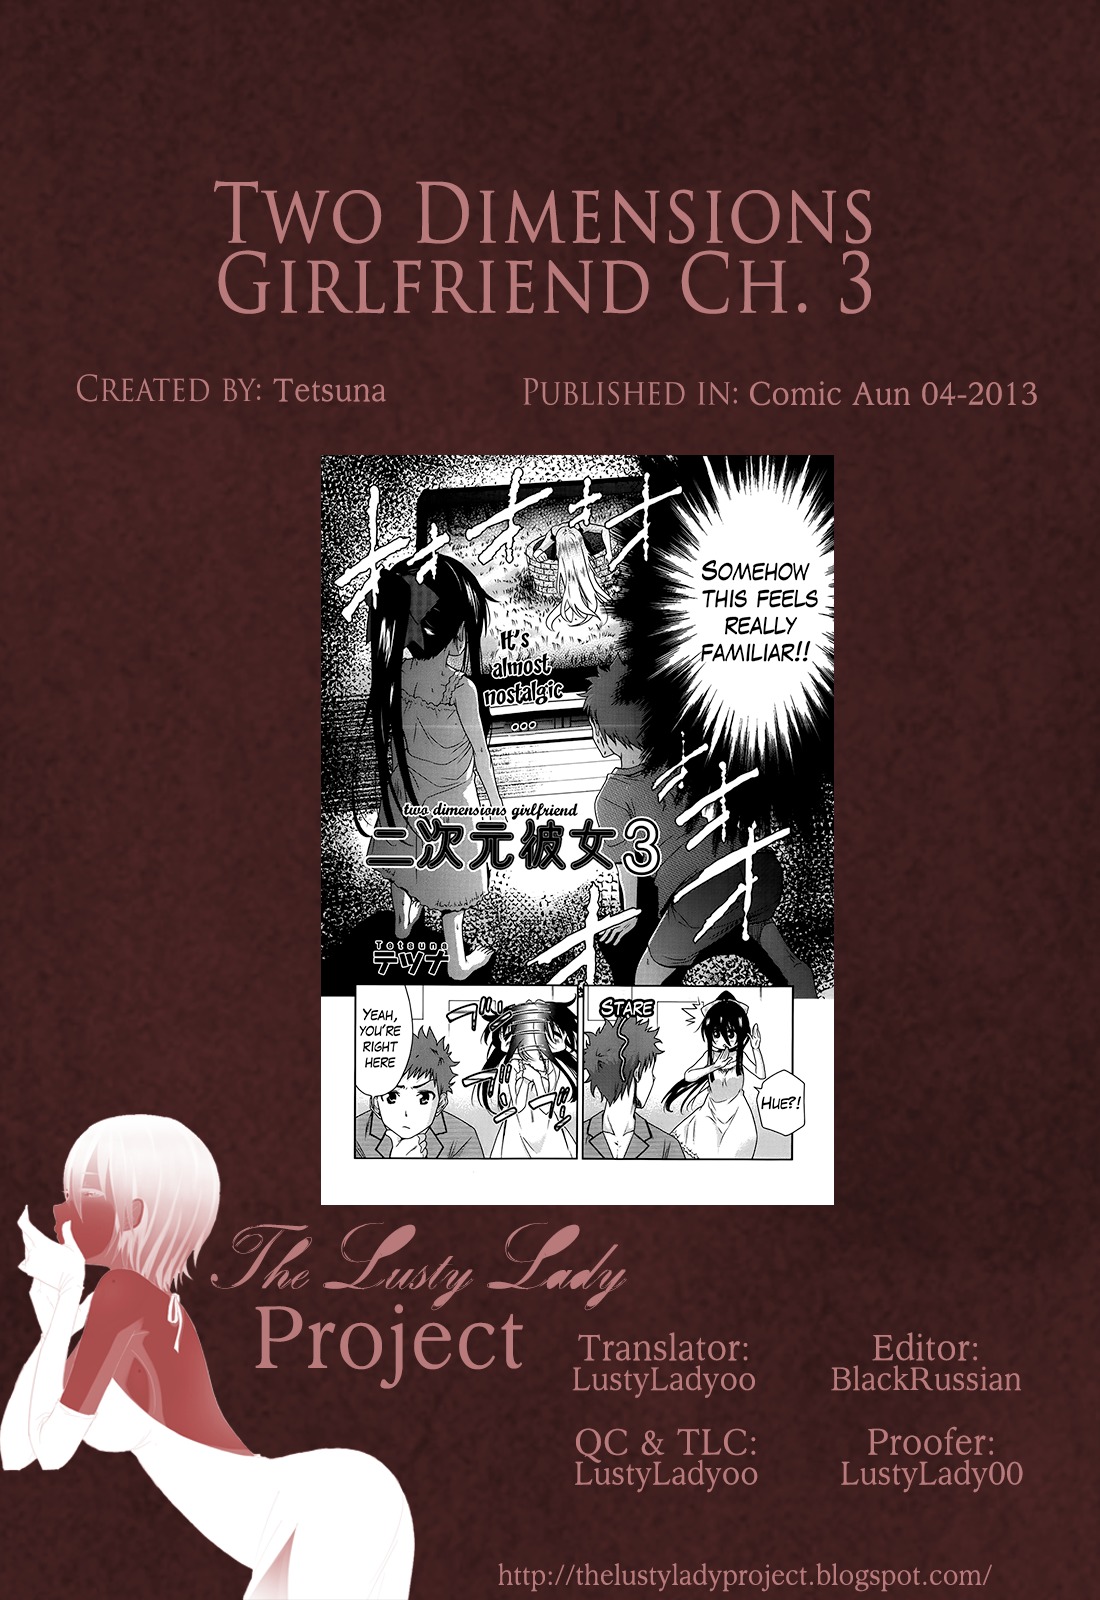 Two Dimensions
Girlfriend Ch. 3
Created by: Tetsuna
Published in: Comic Aun 04-2013
Somehow
this feels
really
familiar!!
It's
almost
nostalgic
...
two dimensions girlfriend
二次元彼女3
Tetsuna
テツナ
Yeah,
you're
right
here
Stare
Hue?!
The Lusty Lady
Project
Translator:
LustyLadyoo
Editor:
BlackRussian
QC & TLC:
LustyLadyoo
Proofer:
LustyLady00
http://thelustyladyproject.blogspot.com/